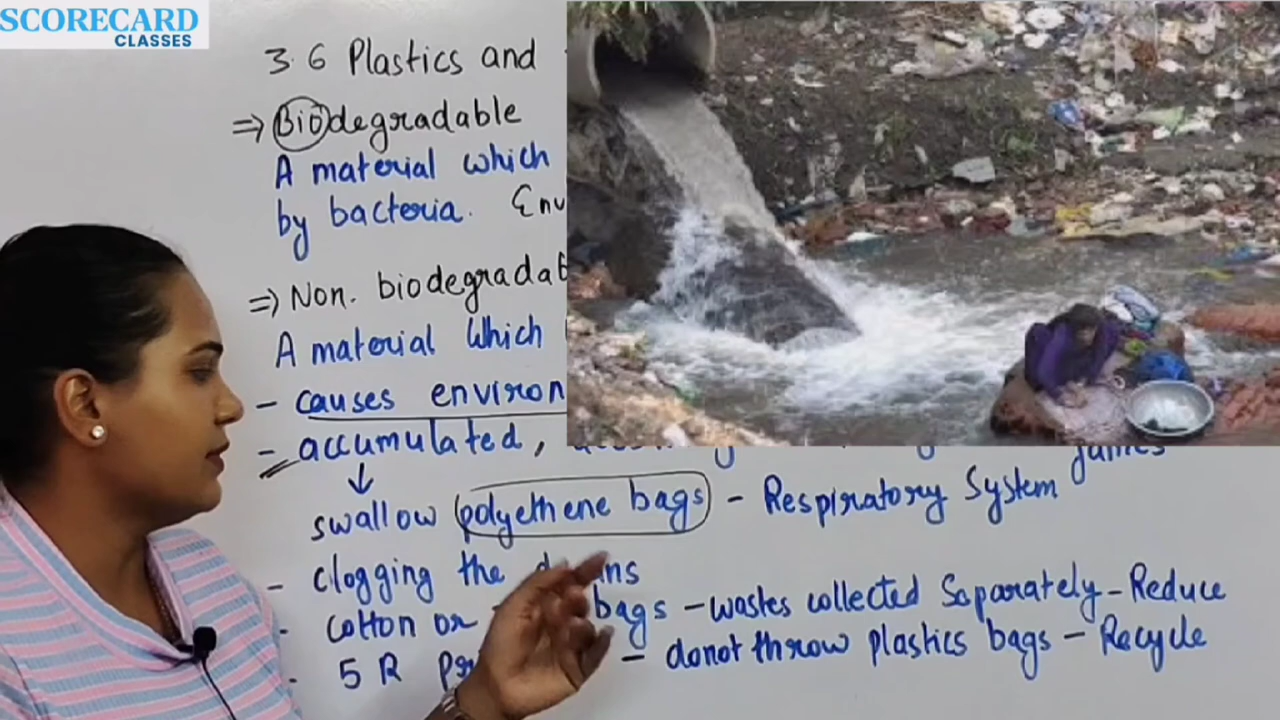 SCORECARD
CLASSES
3.6 Plastics and
⇒ Biodegradable
A material which
by bacteria. Env
⇒ Non. biodegradab
A material which
- causes environ
- accumulated,
↓
swallow polyethene bags - Respiratory System
- clogging the
- cotton or bags - wastes collected Separately - Reduce
- 5 R - donot throw plastics bags - Recycle